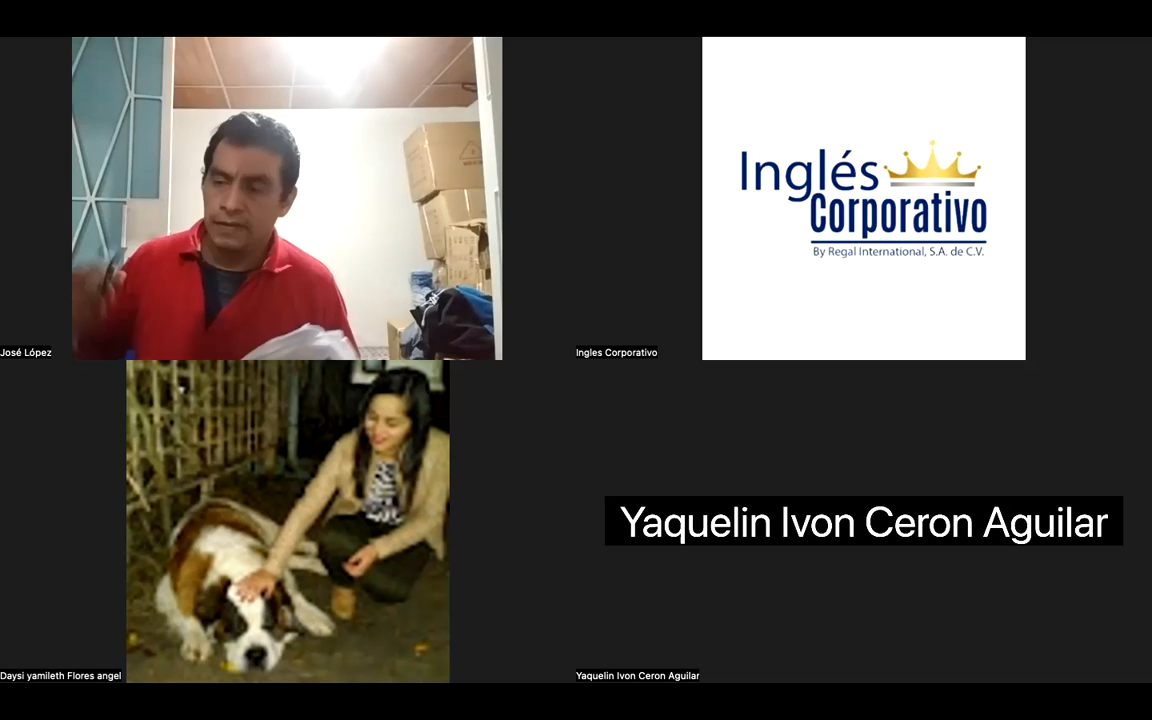 Inglés
Corporativo
By Regal International, S.A. de C.V.
José López
Ingles Corporativo
Yaquelin Ivon Ceron Aguilar
Daysi yamileth Flores angel
Yaquelin Ivon Ceron Aguilar